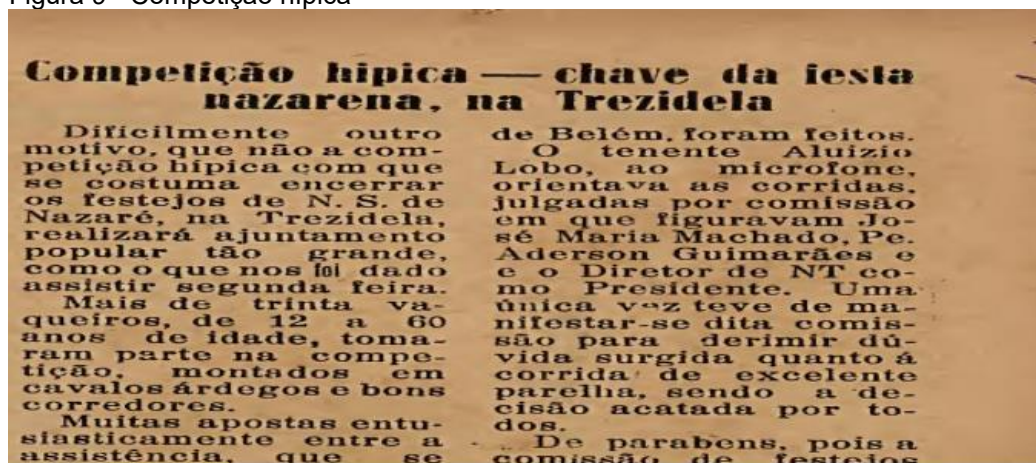 Competição hípica
Competição hipica — chave da festa
nazarena, na Trezidela
Dificilmente outro
motivo, que não a com-
petição hípica com que
se costuma encerrar
os festejos de N. S. de
Nazaré, na Trezidela,
realizará ajuntamento
popular tão grande,
como o que nos foi dado
assistir segunda feira.
Mais de trinta va-
queiros, de 12 a 60
anos de idade, toma-
ram parte na compe-
tição, montados em
cavalos árdegos e bons
corredores.
Muitas apostas entu-
siasticamente entre a
assistência, que se
de Belém, foram feitos.
O tenente Aluizio
Lobo, ao microfone,
orientava as corridas,
julgadas por comissão
em que figuravam Jo-
sé Maria Machado, Pe.
Aderson Guimarães e
e o Diretor de NT co-
mo Presidente. Uma
única vez teve de ma-
nifestar-se dita comis-
são para derimir dú-
vida surgida quanto á
corrida de excelente
parelha, sendo a de-
cisão acatada por to-
dos.
De parabens, pois a
comissão de festejos